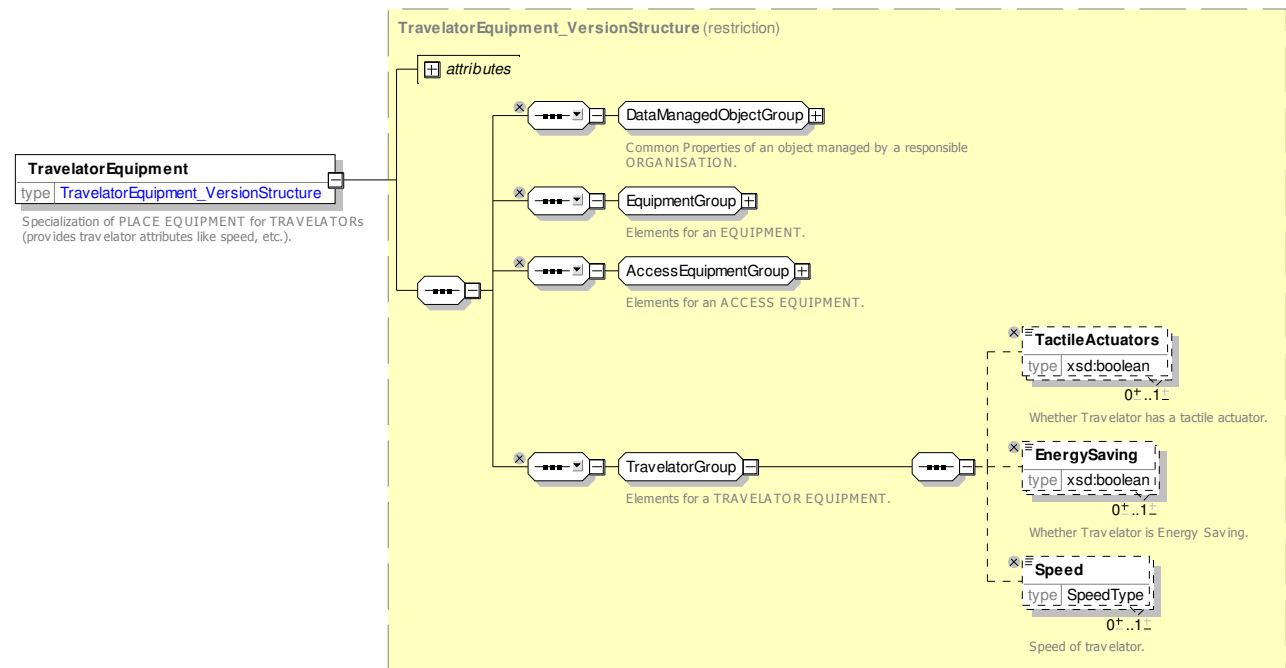 TravelatorEquipment_VersionStructure (restriction)
attributes
DataManagedObjectGroup
Common Properties of an object managed by a responsible
ORGANISATION.
TravelatorEquipment
type TravelatorEquipment_VersionStructure
Specialization of PLACE EQUIPMENT for TRAVELATORs
(provides travelator attributes like speed, etc.).
EquipmentGroup
Elements for an EQUIPMENT.
AccessEquipmentGroup
Elements for an ACCESS EQUIPMENT.
TactileActuators
type xsd:boolean
0+..1±
Whether Travelator has a tactile actuator.
TravelatorGroup
Elements for a TRAVELATOR EQUIPMENT.
EnergySaving
type xsd:boolean
0+..1±
Whether Travelator is Energy Saving.
Speed
type SpeedType
0+..1±
Speed of travelator.